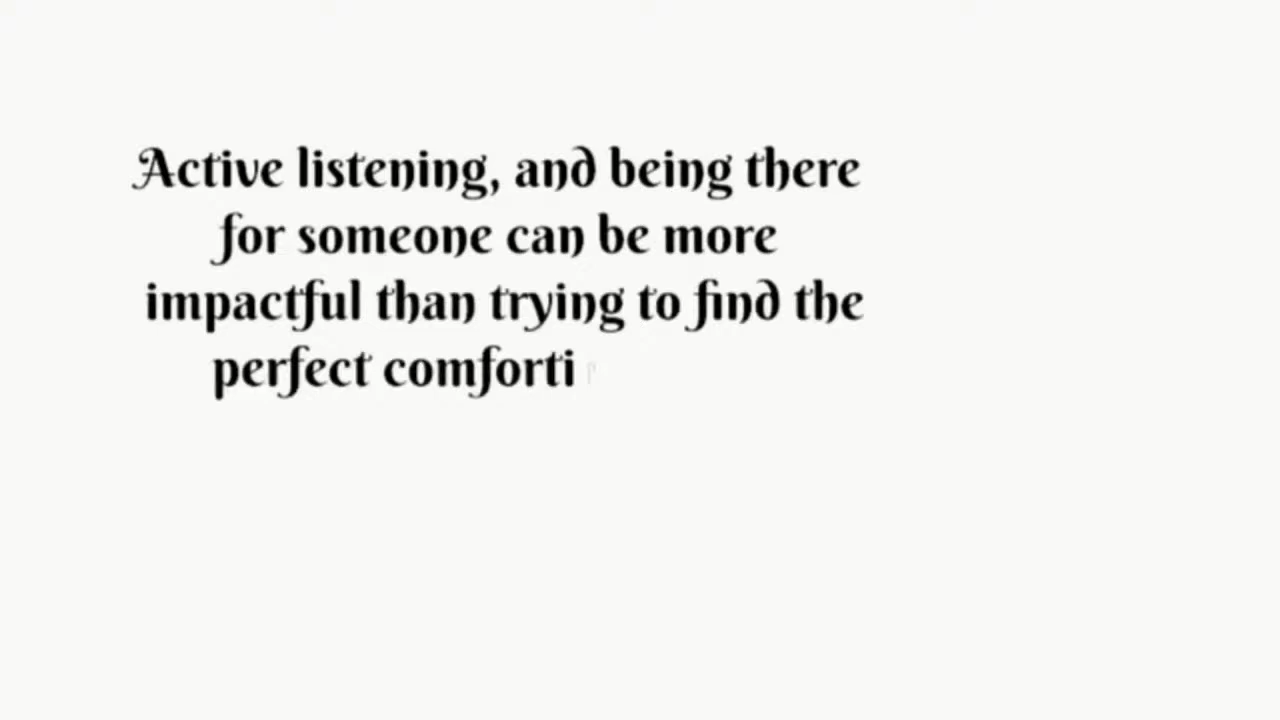 Active listening, and being there
for someone can be more
impactful than trying to find the
perfect comforti